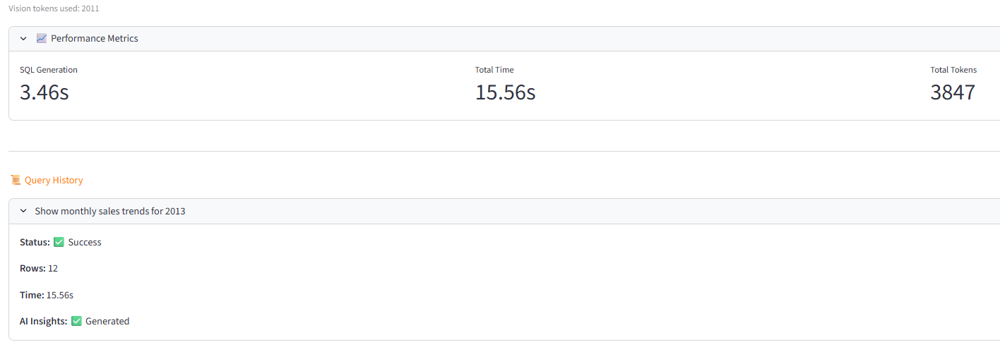 Vision tokens used: 2011
📈 Performance Metrics
SQL Generation
Total Time
Total Tokens
3.46s
15.56s
3847
📜 Query History
Show monthly sales trends for 2013
Status: ✅ Success
Rows: 12
Time: 15.56s
AI Insights: ✅ Generated